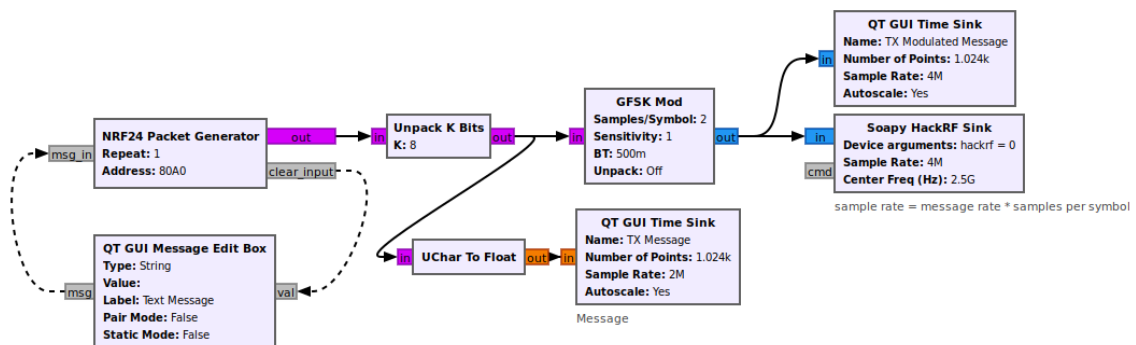 QT GUI Time Sink
Name: TX Modulated Message
Number of Points: 1.024k
Sample Rate: 4M
Autoscale: Yes
in
NRF24 Packet Generator
Repeat: 1
Address: 80A0
msg_in
out
clear_input
Unpack K Bits
K: 8
in
out
GFSK Mod
Samples/Symbol: 2
Sensitivity: 1
BT: 500m
Unpack: Off
in
out
Soapy HackRF Sink
Device arguments: hackrf = 0
Sample Rate: 4M
Center Freq (Hz): 2.5G
in
cmd
sample rate = message rate * samples per symbol
QT GUI Message Edit Box
Type: String
Value:
Label: Text Message
Pair Mode: False
Static Mode: False
msg
val
UChar To Float
in
out
QT GUI Time Sink
Name: TX Message
Number of Points: 1.024k
Sample Rate: 2M
Autoscale: Yes
in
Message